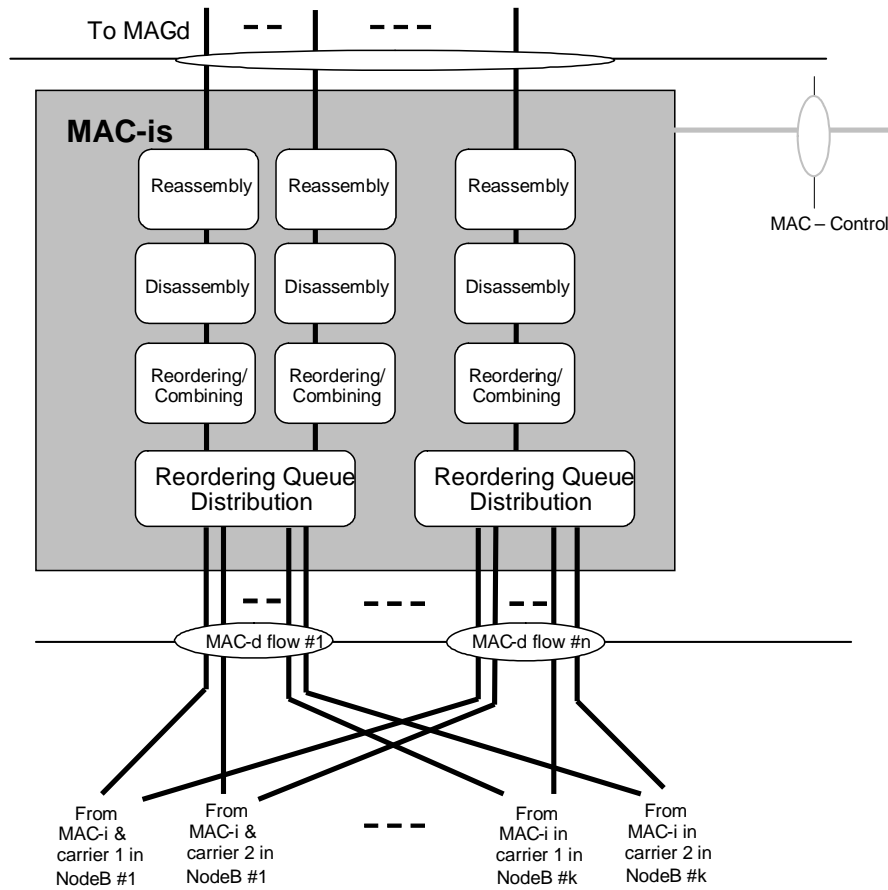 To MAGd
MAC-is
Reassembly
Reassembly
Reassembly
MAC – Control
Disassembly
Disassembly
Disassembly
Reordering/
Combining
Reordering/
Combining
Reordering/
Combining
Reordering Queue
Distribution
Reordering Queue
Distribution
MAC-d flow #1
MAC-d flow #n
From
MAC-i &
carrier 1 in
NodeB #1
From
MAC-i &
carrier 2 in
NodeB #1
From
MAC-i in
carrier 1 in
NodeB #k
From
MAC-i in
carrier 2 in
NodeB #k